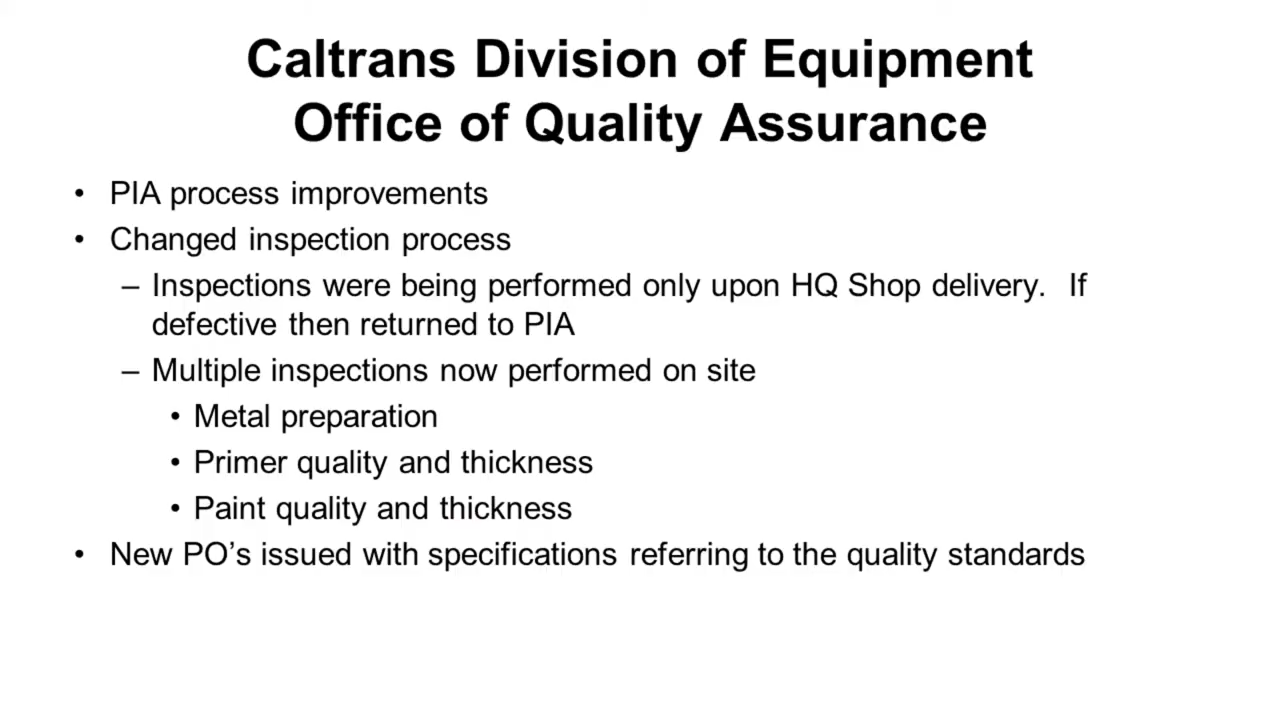 Caltrans Division of Equipment
Office of Quality Assurance
• PIA process improvements
• Changed inspection process
– Inspections were being performed only upon HQ Shop delivery.  If
defective then returned to PIA
– Multiple inspections now performed on site
• Metal preparation
• Primer quality and thickness
• Paint quality and thickness
• New PO’s issued with specifications referring to the quality standards